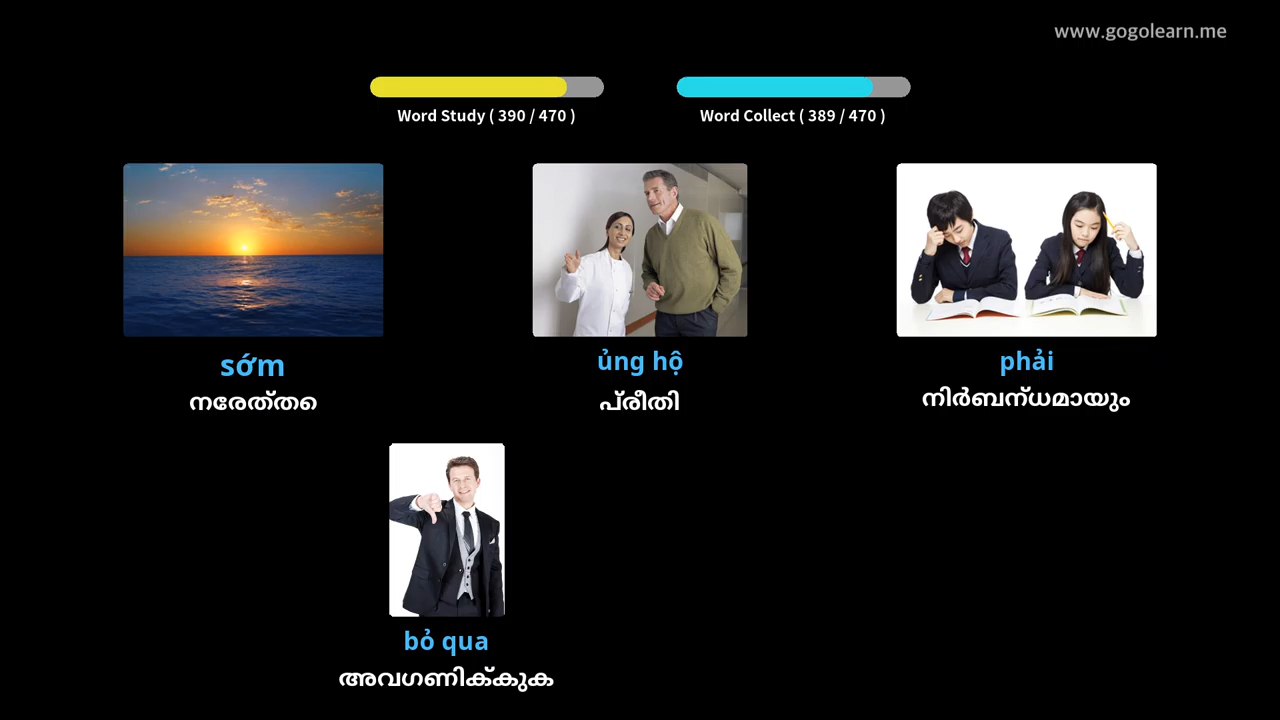 www.gogolearn.me
Word Study ( 390 / 470 )
Word Collect ( 389 / 470 )
sớm
നരേത്തെ
ủng hộ
പ്രീതി
phải
നിർബന്ധമായും
bỏ qua
അവഗണിക്കുക